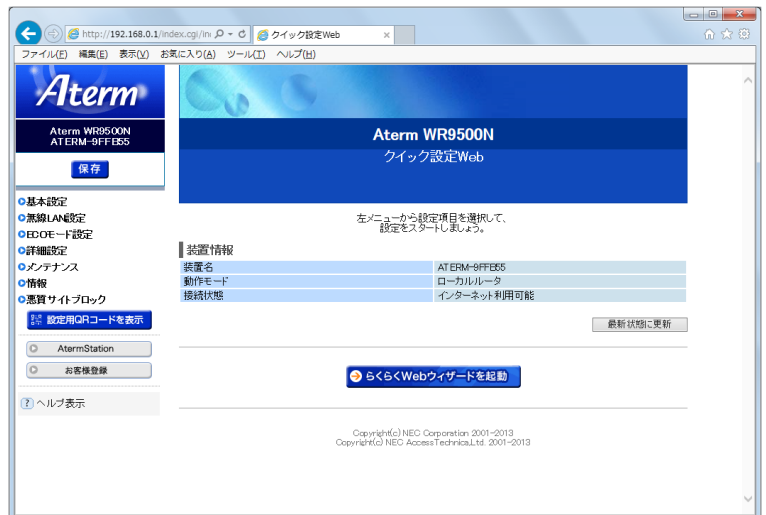 http://192.168.0.1/index.cgi/in
クイック設定Web
ファイル(F) 編集(E) 表示(V) お気に入り(A) ツール(T) ヘルプ(H)
Aterm
Aterm WR9500N
ATERM-9FFB55
保存
基本設定
無線LAN設定
ECOモード設定
詳細設定
メンテナンス
情報
悪質サイトブロック
設定用QRコードを表示
AtermStation
お客様登録
? ヘルプ表示
Aterm WR9500N
クイック設定Web
左メニューから設定項目を選択して、
設定をスタートしましょう。
装置情報
装置名 ATERM-9FFB55
動作モード ローカルルータ
接続状態 インターネット利用可能
最新状態に更新
らくらくWebウィザードを起動
Copyright(c) NEC Corporation 2001-2013
Copyright(c) NEC AccessTechnica,Ltd. 2001-2013